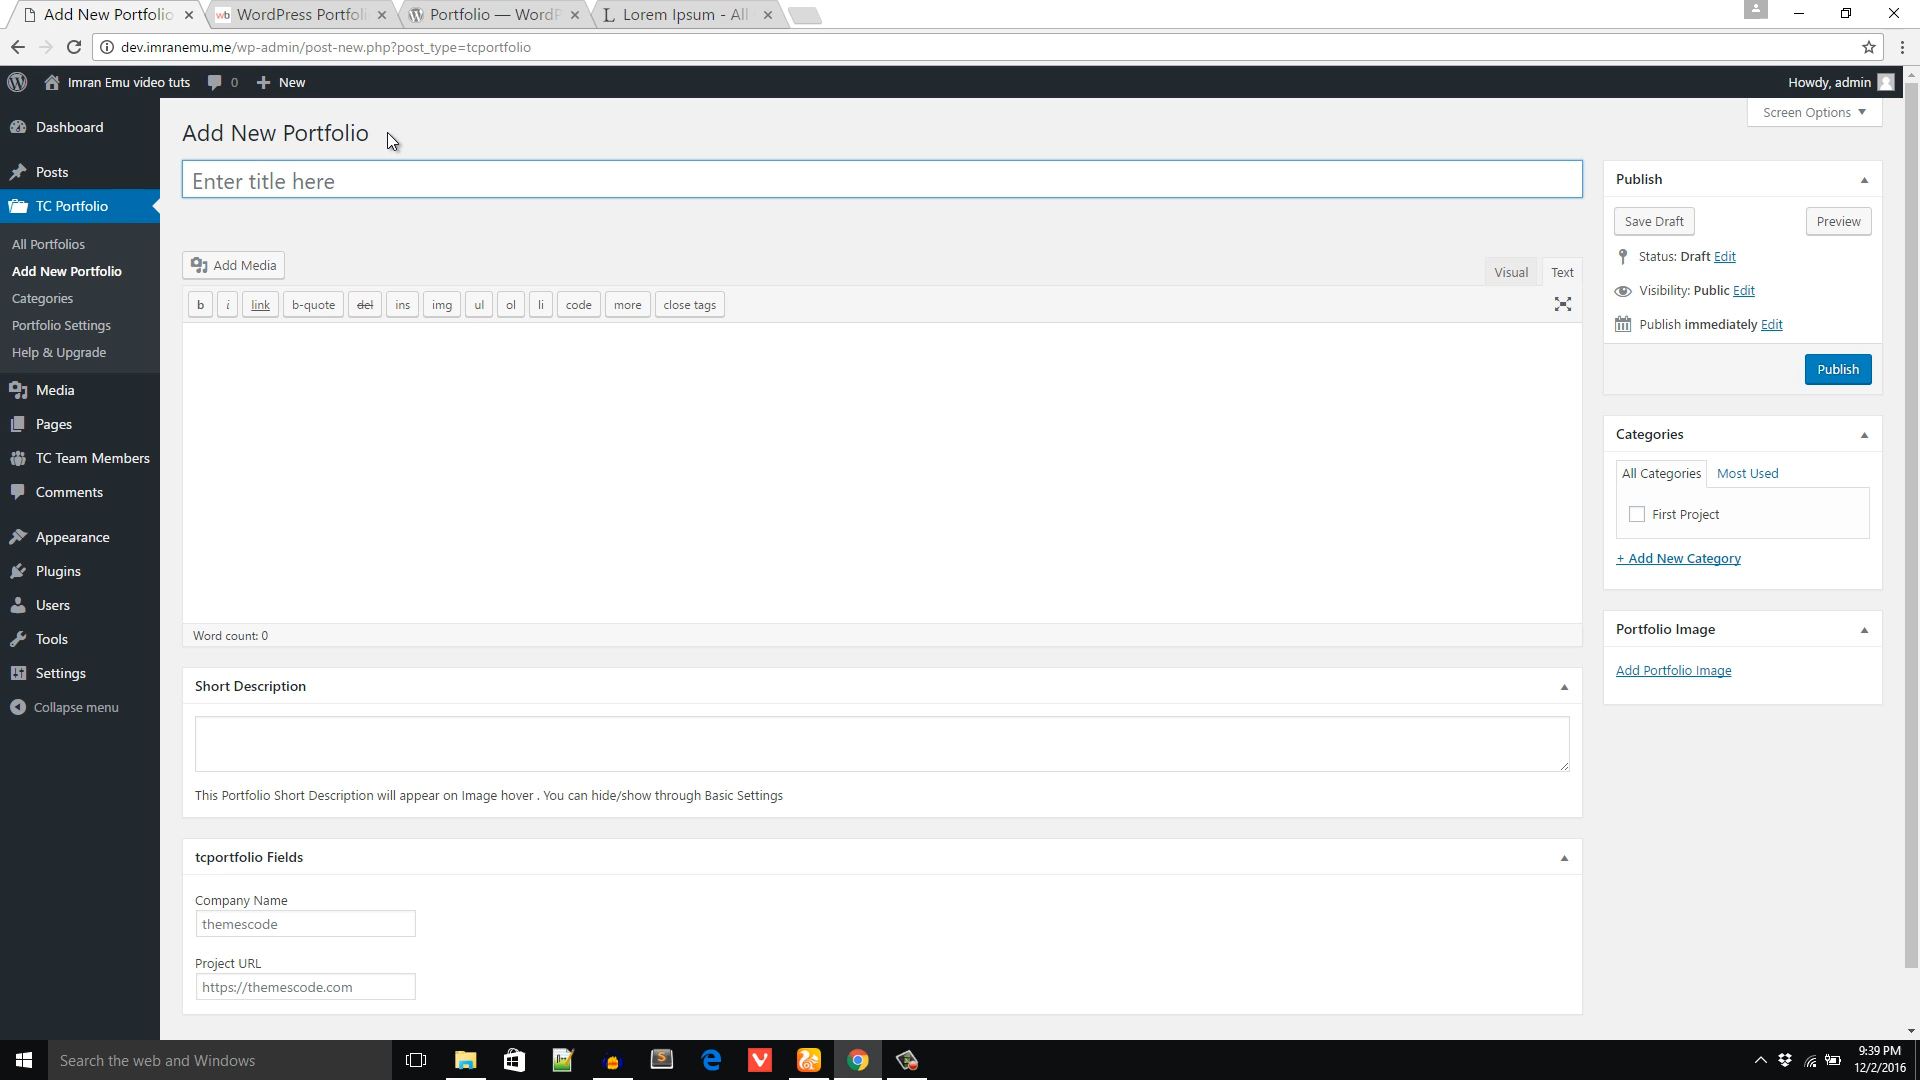 Add New Portfolio
WordPress Portfoli
Portfolio — WordP
Lorem Ipsum - All
dev.imranemu.me/wp-admin/post-new.php?post_type=tcportfolio
Imran Emu video tuts
0
New
Howdy, admin
Screen Options
Dashboard
Posts
TC Portfolio
All Portfolios
Add New Portfolio
Categories
Portfolio Settings
Help & Upgrade
Media
Pages
TC Team Members
Comments
Appearance
Plugins
Users
Tools
Settings
Collapse menu
Add New Portfolio
Enter title here
Add Media
Visual
Text
b
i
link
b-quote
del
ins
img
ul
ol
li
code
more
close tags
Word count: 0
Short Description
This Portfolio Short Description will appear on Image hover . You can hide/show through Basic Settings
tcportfolio Fields
Company Name
themescode
Project URL
https://themescode.com
Publish
Save Draft
Preview
Status: Draft Edit
Visibility: Public Edit
Publish immediately Edit
Publish
Categories
All Categories
Most Used
First Project
+ Add New Category
Portfolio Image
Add Portfolio Image
Search the web and Windows
9:39 PM
12/2/2016